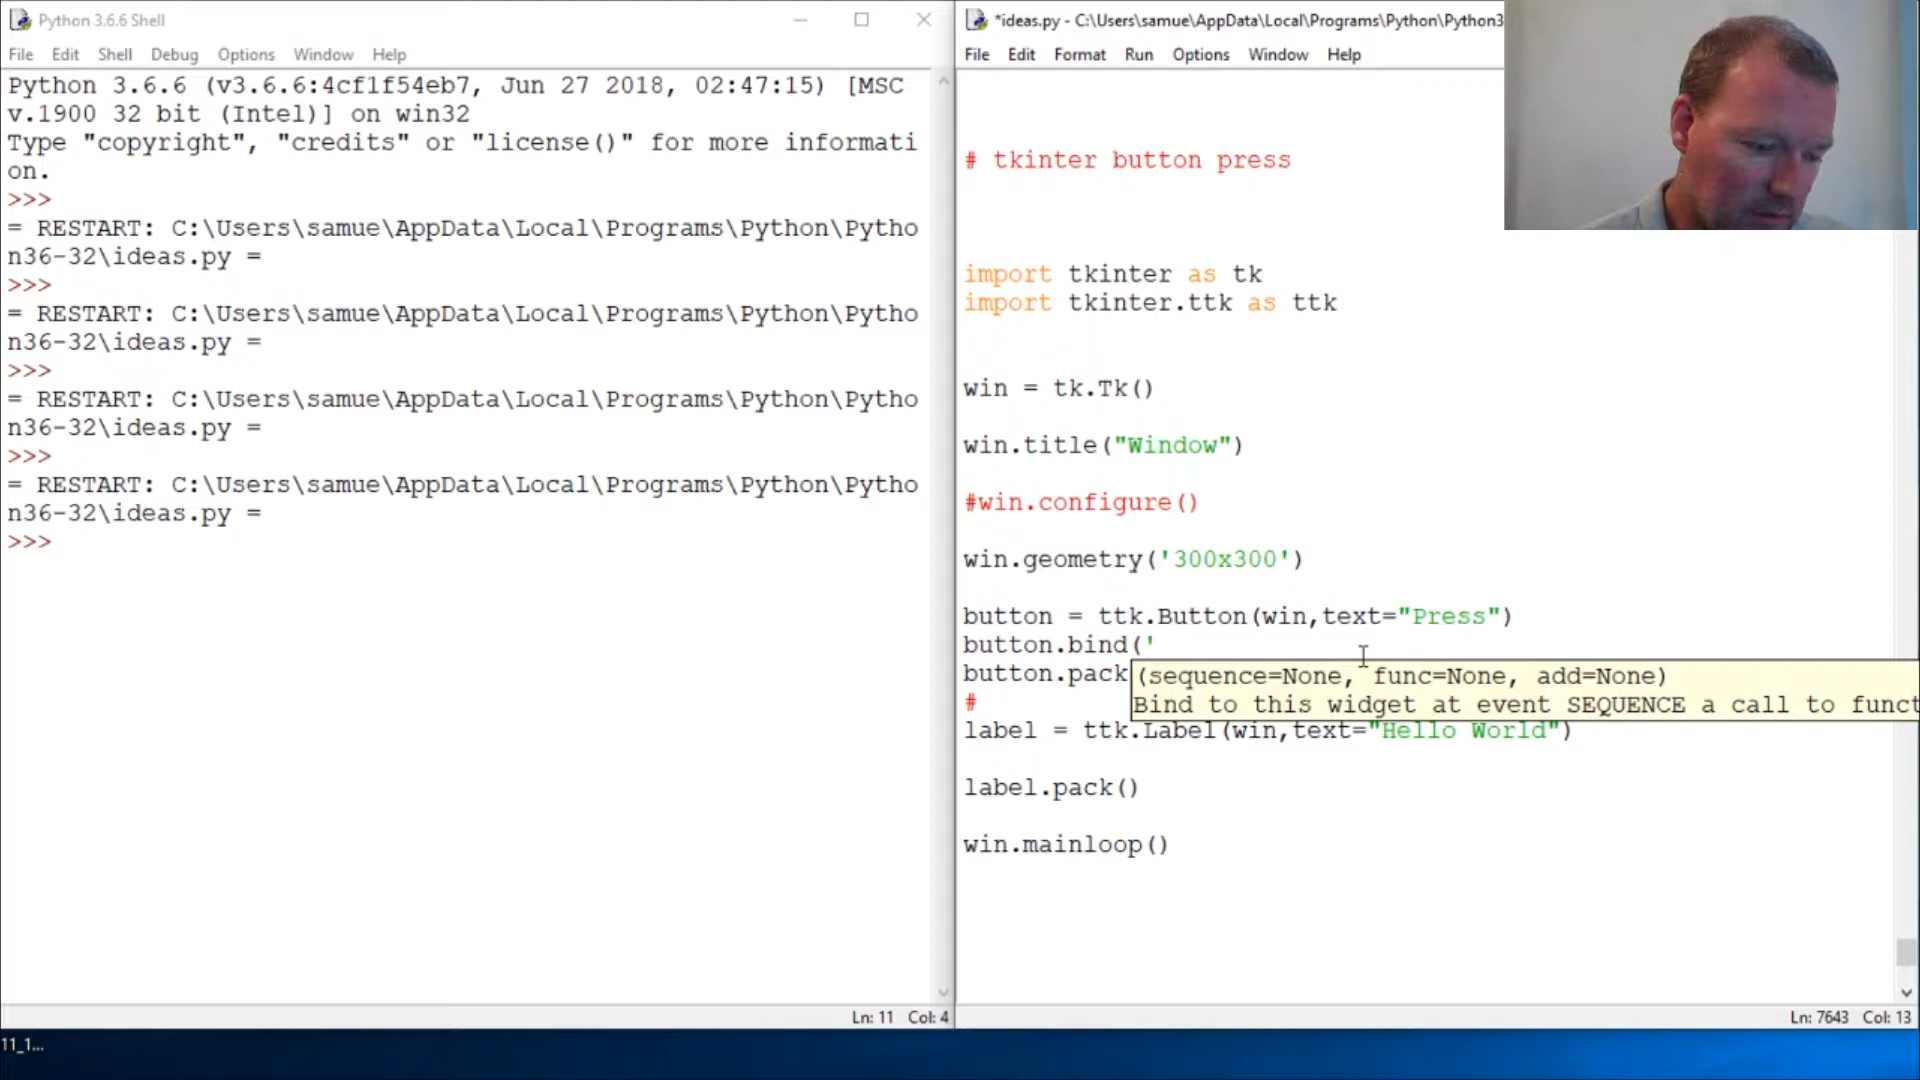 Python 3.6.6 Shell
File Edit Shell Debug Options Window Help
Python 3.6.6 (v3.6.6:4cf1f54eb7, Jun 27 2018, 02:47:15) [MSC
v.1900 32 bit (Intel)] on win32
Type "copyright", "credits" or "license()" for more informati
on.
>>>
= RESTART: C:\Users\samue\AppData\Local\Programs\Python\Pytho
n36-32\ideas.py =
>>>
= RESTART: C:\Users\samue\AppData\Local\Programs\Python\Pytho
n36-32\ideas.py =
>>>
= RESTART: C:\Users\samue\AppData\Local\Programs\Python\Pytho
n36-32\ideas.py =
>>>
= RESTART: C:\Users\samue\AppData\Local\Programs\Python\Pytho
n36-32\ideas.py =
>>>
Ln: 11 Col: 4
*ideas.py - C:\Users\samue\AppData\Local\Programs\Python\Python3
File Edit Format Run Options Window Help
# tkinter button press
import tkinter as tk
import tkinter.ttk as ttk
win = tk.Tk()
win.title("Window")
#win.configure()
win.geometry('300x300')
button = ttk.Button(win,text="Press")
button.bind('
button.pack
(sequence=None, func=None, add=None)
#
Bind to this widget at event SEQUENCE a call to funct
label = ttk.Label(win,text="Hello World")
label.pack()
win.mainloop()
Ln: 7643 Col: 13
11_1...